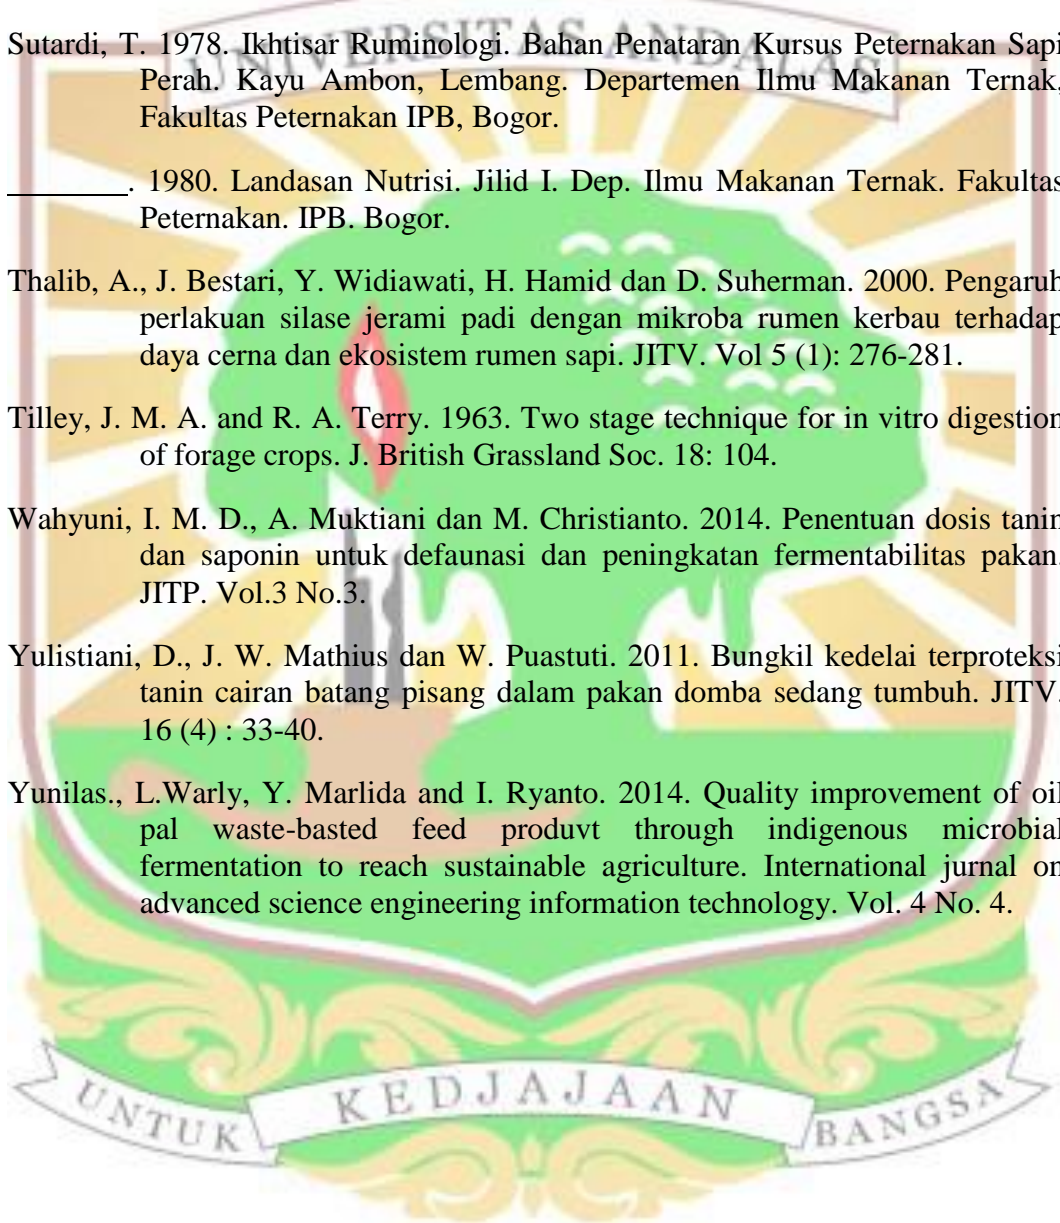 UNIVERSITAS ANDALAS
Sutardi, T. 1978. Ikhtisar Ruminologi. Bahan Penataran Kursus Peternakan Sapi
Perah. Kayu Ambon, Lembang. Departemen Ilmu Makanan Ternak,
Fakultas Peternakan IPB, Bogor.
________. 1980. Landasan Nutrisi. Jilid I. Dep. Ilmu Makanan Ternak. Fakultas
Peternakan. IPB. Bogor.
Thalib, A., J. Bestari, Y. Widiawati, H. Hamid dan D. Suherman. 2000. Pengaruh
perlakuan silase jerami padi dengan mikroba rumen kerbau terhadap
daya cerna dan ekosistem rumen sapi. JITV. Vol 5 (1): 276-281.
Tilley, J. M. A. and R. A. Terry. 1963. Two stage technique for in vitro digestion
of forage crops. J. British Grassland Soc. 18: 104.
Wahyuni, I. M. D., A. Muktiani dan M. Christianto. 2014. Penentuan dosis tanin
dan saponin untuk defaunasi dan peningkatan fermentabilitas pakan.
JITP. Vol.3 No.3.
Yulistiani, D., J. W. Mathius dan W. Puastuti. 2011. Bungkil kedelai terproteksi
tanin cairan batang pisang dalam pakan domba sedang tumbuh. JITV.
16 (4) : 33-40.
Yunilas., L.Warly, Y. Marlida and I. Ryanto. 2014. Quality improvement of oil
pal waste-basted feed produvt through indigenous microbial
fermentation to reach sustainable agriculture. International jurnal on
advanced science engineering information technology. Vol. 4 No. 4.
UNTUK KEDJAJAAN BANGSA